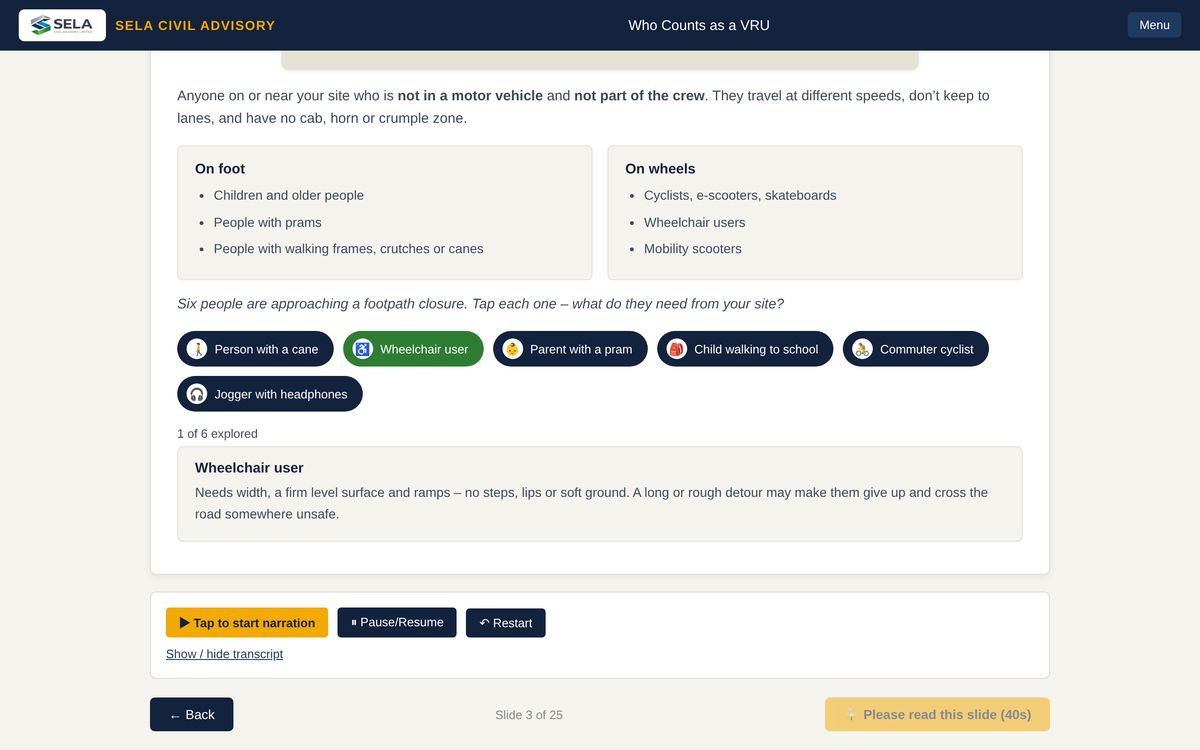 SELA
CIVIL ADVISORY LIMITED
SELA CIVIL ADVISORY
Who Counts as a VRU
Menu
Anyone on or near your site who is not in a motor vehicle and not part of the crew. They travel at different speeds, don’t keep to
lanes, and have no cab, horn or crumple zone.
On foot
• Children and older people
• People with prams
• People with walking frames, crutches or canes
On wheels
• Cyclists, e-scooters, skateboards
• Wheelchair users
• Mobility scooters
Six people are approaching a footpath closure. Tap each one – what do they need from your site?
Person with a cane
Wheelchair user
Parent with a pram
Child walking to school
Commuter cyclist
Jogger with headphones
1 of 6 explored
Wheelchair user
Needs width, a firm level surface and ramps – no steps, lips or soft ground. A long or rough detour may make them give up and cross the
road somewhere unsafe.
▶ Tap to start narration
⏸ Pause/Resume
↶ Restart
Show / hide transcript
← Back
Slide 3 of 25
Please read this slide (40s)